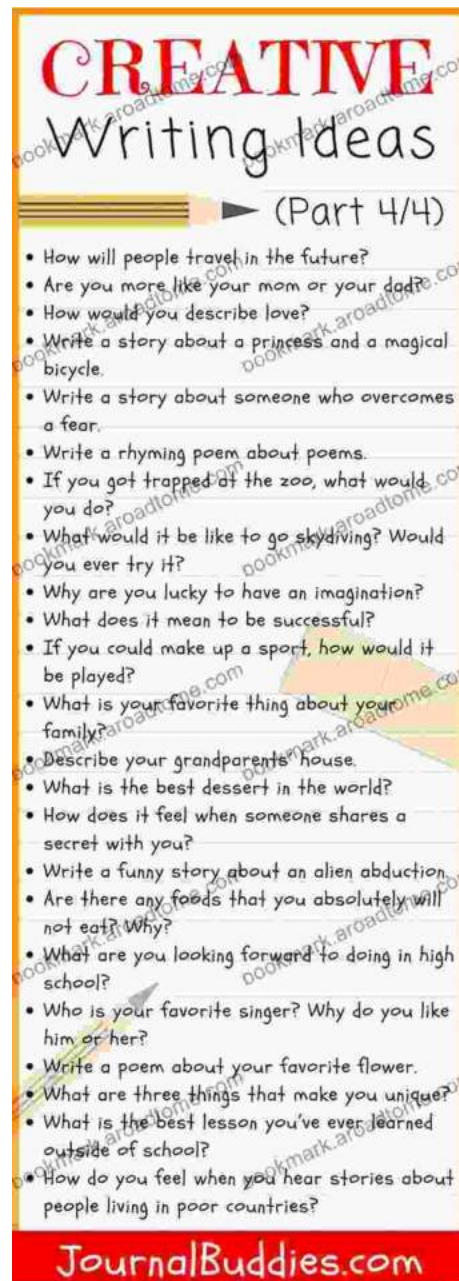 CREATIVE
Writing Ideas
(Part 4/4)
• How will people travel in the future?
• Are you more like your mom or your dad?
• How would you describe love?
• Write a story about a princess and a magical
bicycle.
• Write a story about someone who overcomes
a fear.
• Write a rhyming poem about poems.
• If you got trapped at the zoo, what would
you do?
• What would it be like to go skydiving? Would
you ever try it?
• Why are you lucky to have an imagination?
• What does it mean to be successful?
• If you could make up a sport, how would it
be played?
• What is your favorite thing about your
family?
• Describe your grandparents' house.
• What is the best dessert in the world?
• How does it feel when someone shares a
secret with you?
• Write a funny story about an alien abduction.
• Are there any foods that you absolutely will
not eat? Why?
• What are you looking forward to doing in high
school?
• Who is your favorite singer? Why do you like
him or her?
• Write a poem about your favorite flower.
• What are three things that make you unique?
• What is the best lesson you've ever learned
outside of school?
• How do you feel when you hear stories about
people living in poor countries?
JournalBuddies.com
bookmark.aroadtome.com